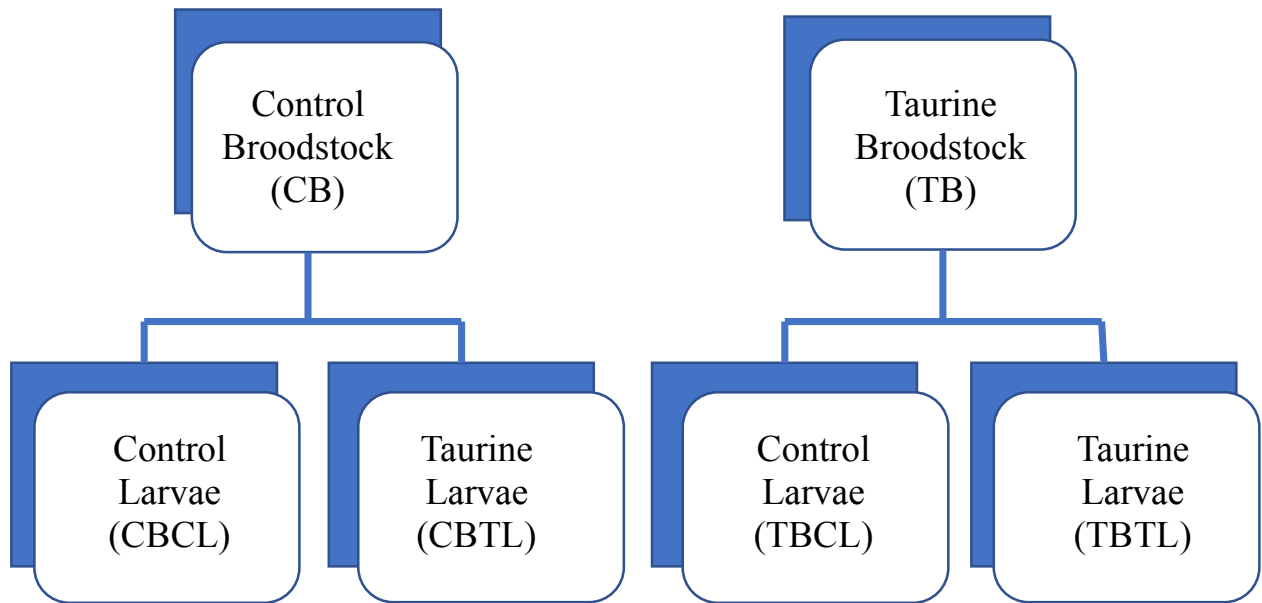 Control
Broodstock
(CB)
Taurine
Broodstock
(TB)
Control
Larvae
(CBCL)
Taurine
Larvae
(CBTL)
Control
Larvae
(TBCL)
Taurine
Larvae
(TBTL)